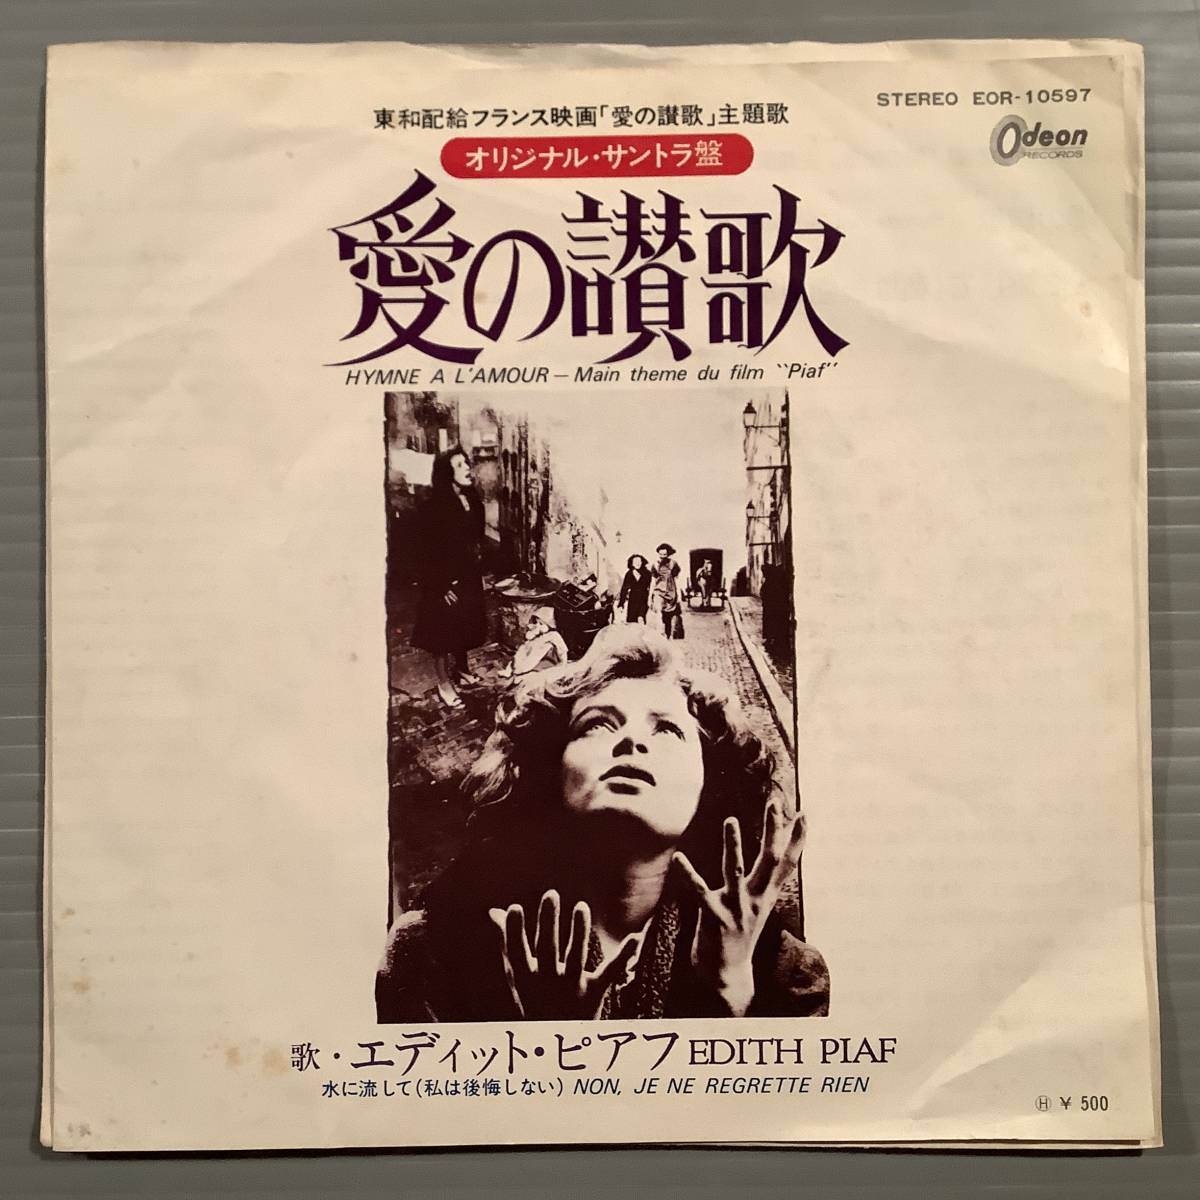 STEREO EOR-10597
Odeon
RECORDS
東和配給フランス映画「愛の讃歌」主題歌
オリジナル・サントラ盤
愛の讃歌
HYMNE A L'AMOUR — Main theme du film "Piaf"
歌・エディット・ピアフ EDITH PIAF
水に流して(私は後悔しない) NON, JE NE REGRETTE RIEN
Ⓗ ¥ 500